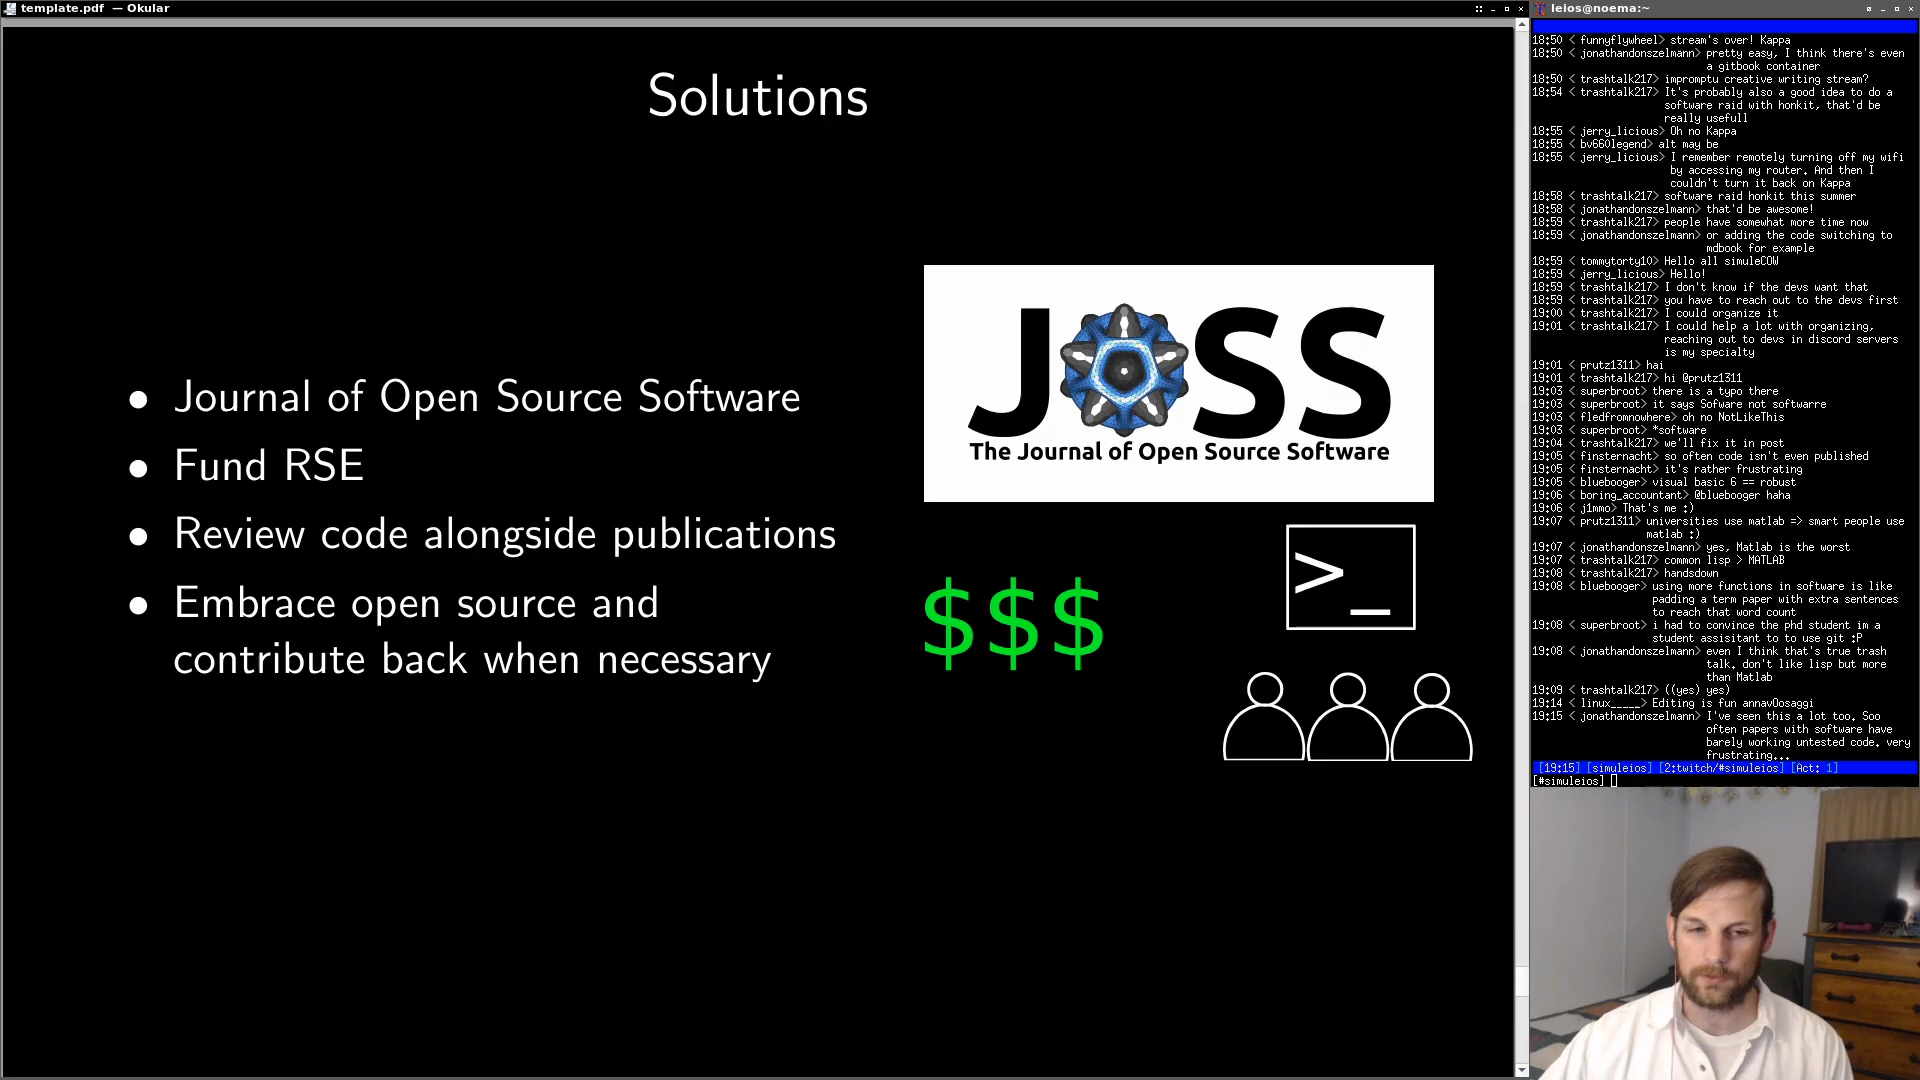 template.pdf — Okular
Solutions
• Journal of Open Source Software
• Fund RSE
• Review code alongside publications
• Embrace open source and
contribute back when necessary
JOSS
The Journal of Open Source Software
$$$
>_
leios@noema:~
18:50 < funnyflywheel> stream's over! Kappa
18:50 < jonathandonszelmann> pretty easy, I think there's even
a gitbook container
18:50 < trashtalk217> impromptu creative writing stream?
18:54 < trashtalk217> It's probably also a good idea to do a
software raid with honkit, that'd be
really usefull
18:55 < jerry_licious> Oh no Kappa
18:55 < bv660legend> alt may be
18:55 < jerry_licious> I remember remotely turning off my wifi
by accessing my router. And then I
couldn't turn it back on Kappa
18:58 < trashtalk217> software raid honkit this summer
18:58 < jonathandonszelmann> that'd be awesome!
18:59 < trashtalk217> people have somewhat more time now
18:59 < jonathandonszelmann> or adding the code switching to
mdbook for example
18:59 < tommytorty10> Hello all simuleCOW
18:59 < jerry_licious> Hello!
18:59 < trashtalk217> I don't know if the devs want that
18:59 < trashtalk217> you have to reach out to the devs first
19:00 < trashtalk217> I could organize it
19:01 < trashtalk217> I could help a lot with organizing,
reaching out to devs in discord servers
is my specialty
19:01 < prutz1311> hai
19:01 < trashtalk217> hi @prutz1311
19:03 < superbroot> there is a typo there
19:03 < superbroot> it says Sofware not softwarre
19:03 < fledfromnowhere> oh no NotLikeThis
19:03 < superbroot> *software
19:04 < trashtalk217> we'll fix it in post
19:05 < finsternacht> so often code isn't even published
19:05 < finsternacht> it's rather frustrating
19:05 < bluebooger> visual basic 6 == robust
19:06 < boring_accountant> @bluebooger haha
19:06 < j1mmo> That's me :)
19:07 < prutz1311> universities use matlab => smart people use
matlab :)
19:07 < jonathandonszelmann> yes, Matlab is the worst
19:07 < trashtalk217> common lisp > MATLAB
19:08 < trashtalk217> handsdown
19:08 < bluebooger> using more functions in software is like
padding a term paper with extra sentences
to reach that word count
19:08 < superbroot> i had to convince the phd student im a
student assisitant to to use git :P
19:08 < jonathandonszelmann> even I think that's true trash
talk. don't like lisp but more
than Matlab
19:09 < trashtalk217> ((yes) yes)
19:14 < linux_____> Editing is fun annavOosaggi
19:15 < jonathandonszelmann> I've seen this a lot too. Soo
often papers with software have
barely working untested code. very
frustrating...
[19:15] [simuleios] [2:twitch/#simuleios] [Act: 1]
[#simuleios]